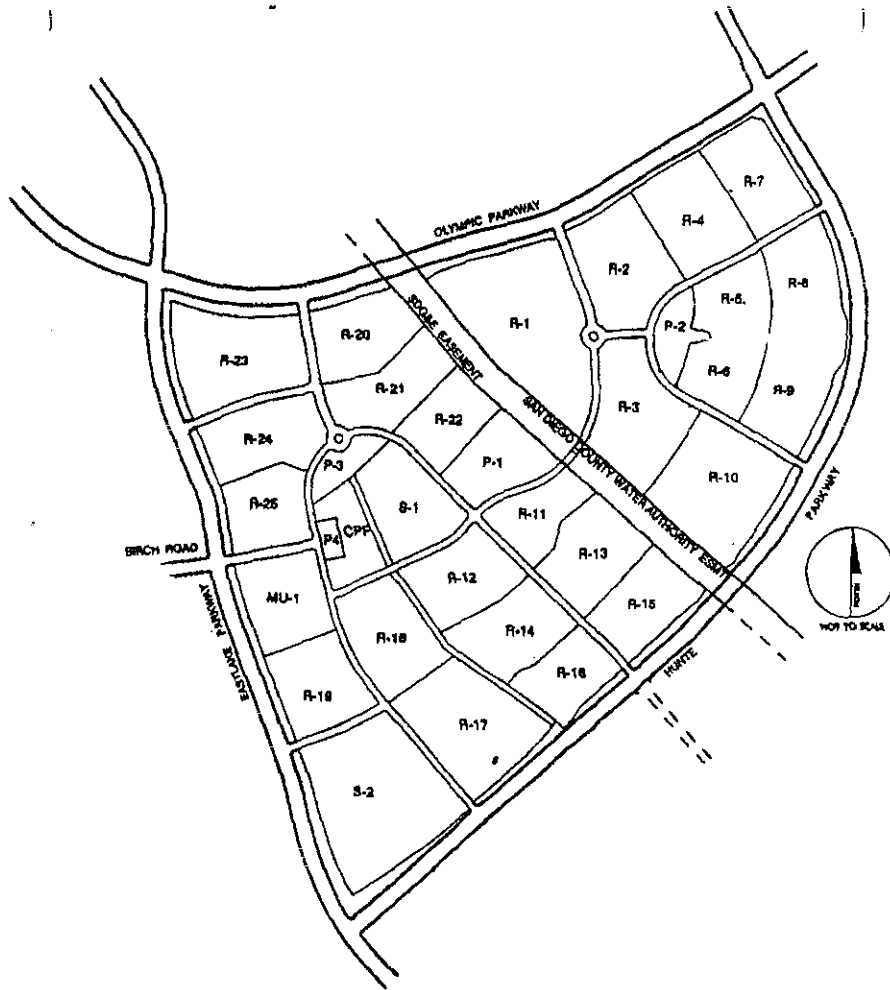 OLYMPIC PARKWAY
R-7
R-4
R-2
R-8
R-5
R-1
P-2
SDG&E EASEMENT
R-20
R-23
R-6
R-21
R-9
R-3
R-22
SAN DIEGO COUNTY WATER AUTHORITY ESMT
R-24
P-1
P-3
R-10
R-25
S-1
R-11
PARKWAY
CPF
P4
BIRCH ROAD
R-13
R-12
MU-1
R-15
NORTH
NOT TO SCALE
R-14
R-18
EASTLAKE PARKWAY
HUNTE
R-16
R-19
R-17
S-2